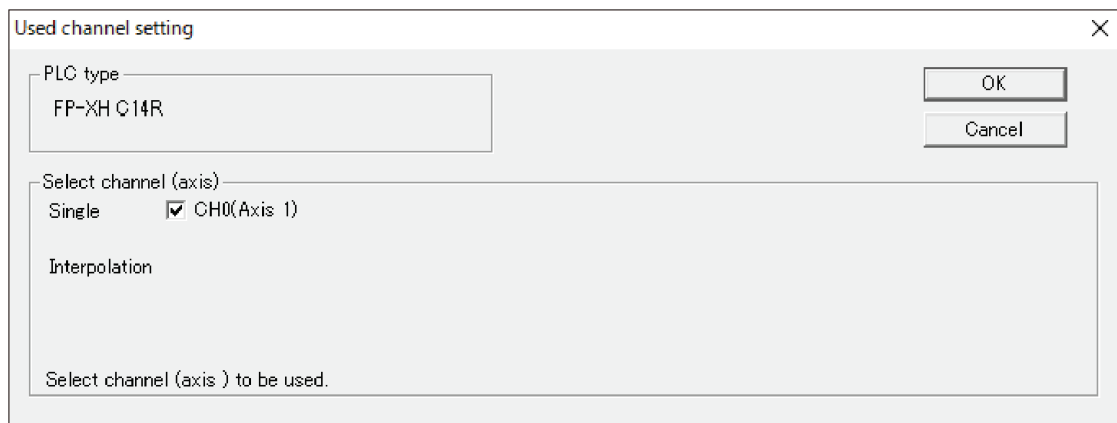 Used channel setting
PLC type
FP-XH C14R
OK
Cancel
Select channel (axis)
Single CH0(Axis 1)
Interpolation
Select channel (axis ) to be used.